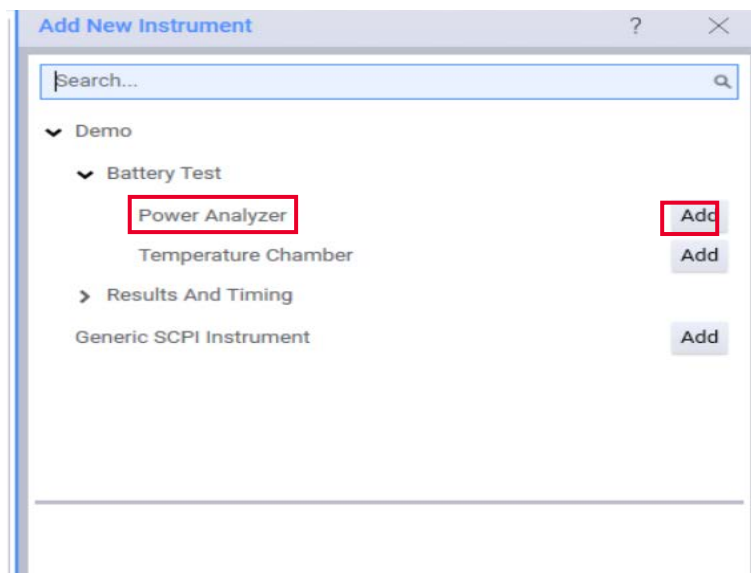 Add New Instrument ?
Search...
Demo
Battery Test
Power Analyzer Add
Temperature Chamber Add
Results And Timing
Generic SCPI Instrument Add